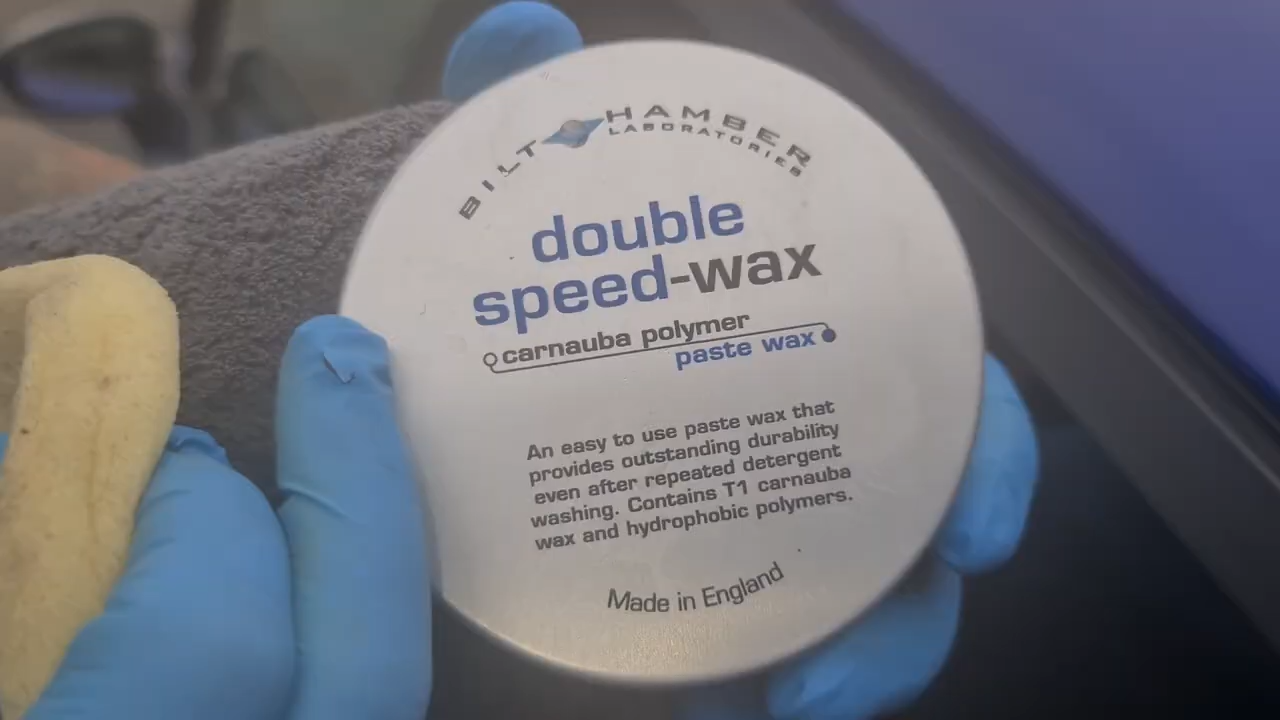 BILT HAMBER
LABORATORIES
double
speed-wax
carnauba polymer
paste wax
An easy to use paste wax that
provides outstanding durability
even after repeated detergent
washing. Contains T1 carnauba
wax and hydrophobic polymers.
Made in England